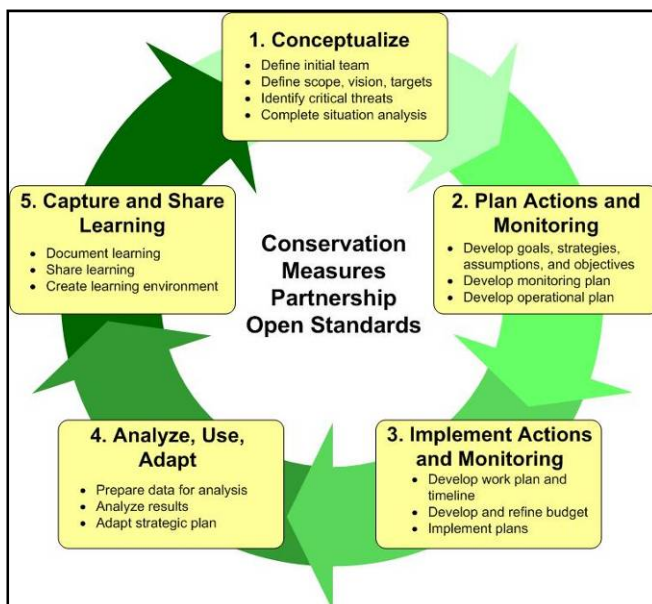 1. Conceptualize
• Define initial team
• Define scope, vision, targets
• Identify critical threats
• Complete situation analysis
2. Plan Actions and
Monitoring
• Develop goals, strategies,
assumptions, and objectives
• Develop monitoring plan
• Develop operational plan
3. Implement Actions
and Monitoring
• Develop work plan and
timeline
• Develop and refine budget
• Implement plans
4. Analyze, Use,
Adapt
• Prepare data for analysis
• Analyze results
• Adapt strategic plan
5. Capture and Share
Learning
• Document learning
• Share learning
• Create learning environment
Conservation
Measures
Partnership
Open Standards